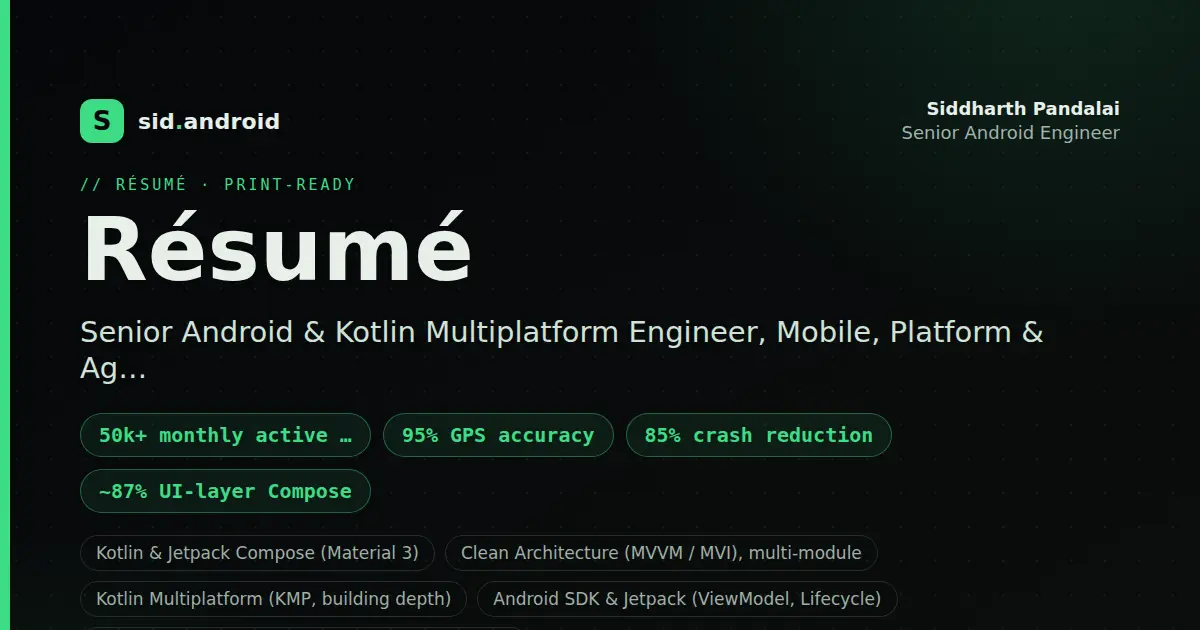 S sid.android
Siddharth Pandalai
Senior Android Engineer
// RÉSUMÉ · PRINT-READY
Résumé
Senior Android & Kotlin Multiplatform Engineer, Mobile, Platform &
Ag…
50k+ monthly active … 95% GPS accuracy 85% crash reduction
~87% UI-layer Compose
Kotlin & Jetpack Compose (Material 3) Clean Architecture (MVVM / MVI), multi-module
Kotlin Multiplatform (KMP, building depth) Android SDK & Jetpack (ViewModel, Lifecycle)